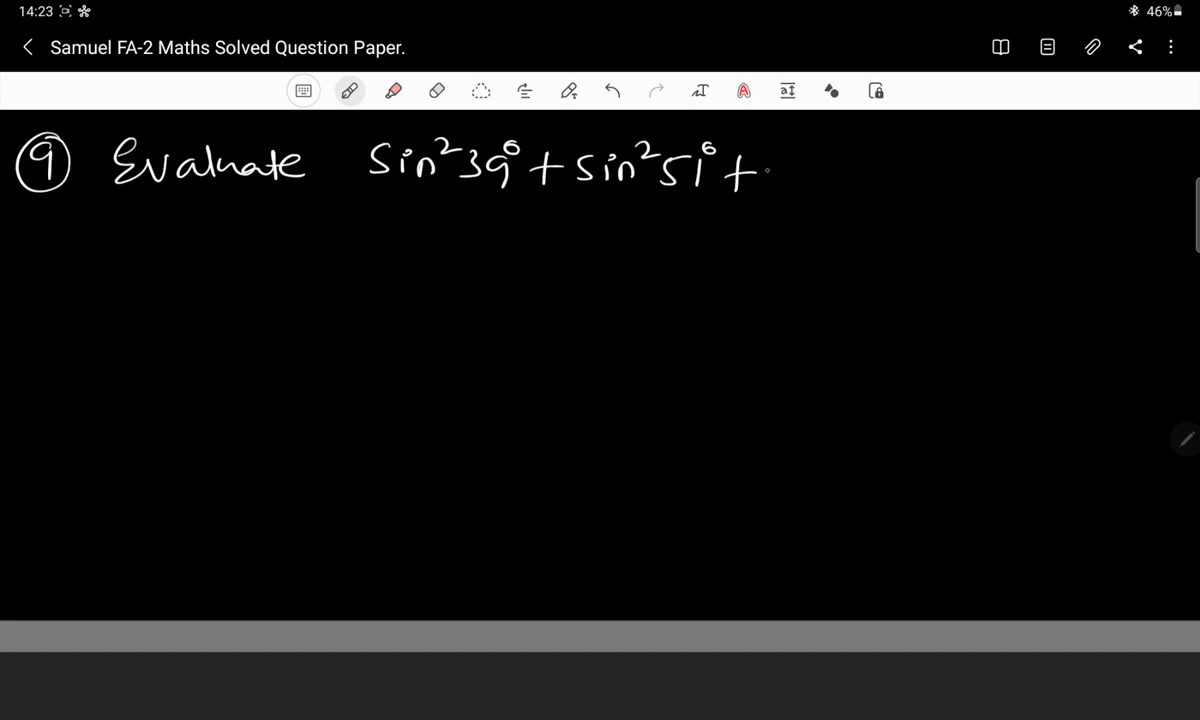 14:23 46%
Samuel FA-2 Maths Solved Question Paper.
⑨ Evaluate Sin²39° + sin²51° +